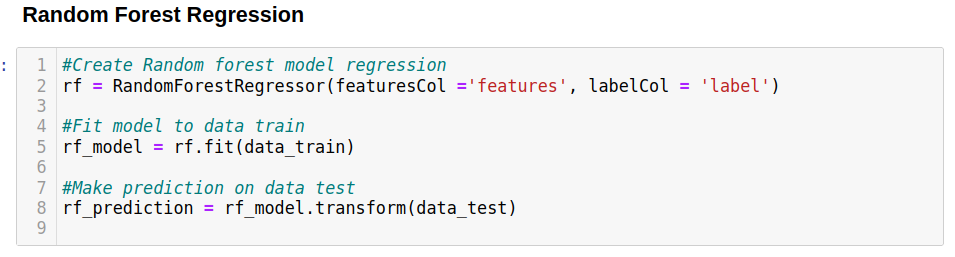 Random Forest Regression
:
1 #Create Random forest model regression
2 rf = RandomForestRegressor(featuresCol ='features', labelCol = 'label')
3
4 #Fit model to data train
5 rf_model = rf.fit(data_train)
6
7 #Make prediction on data test
8 rf_prediction = rf_model.transform(data_test)
9